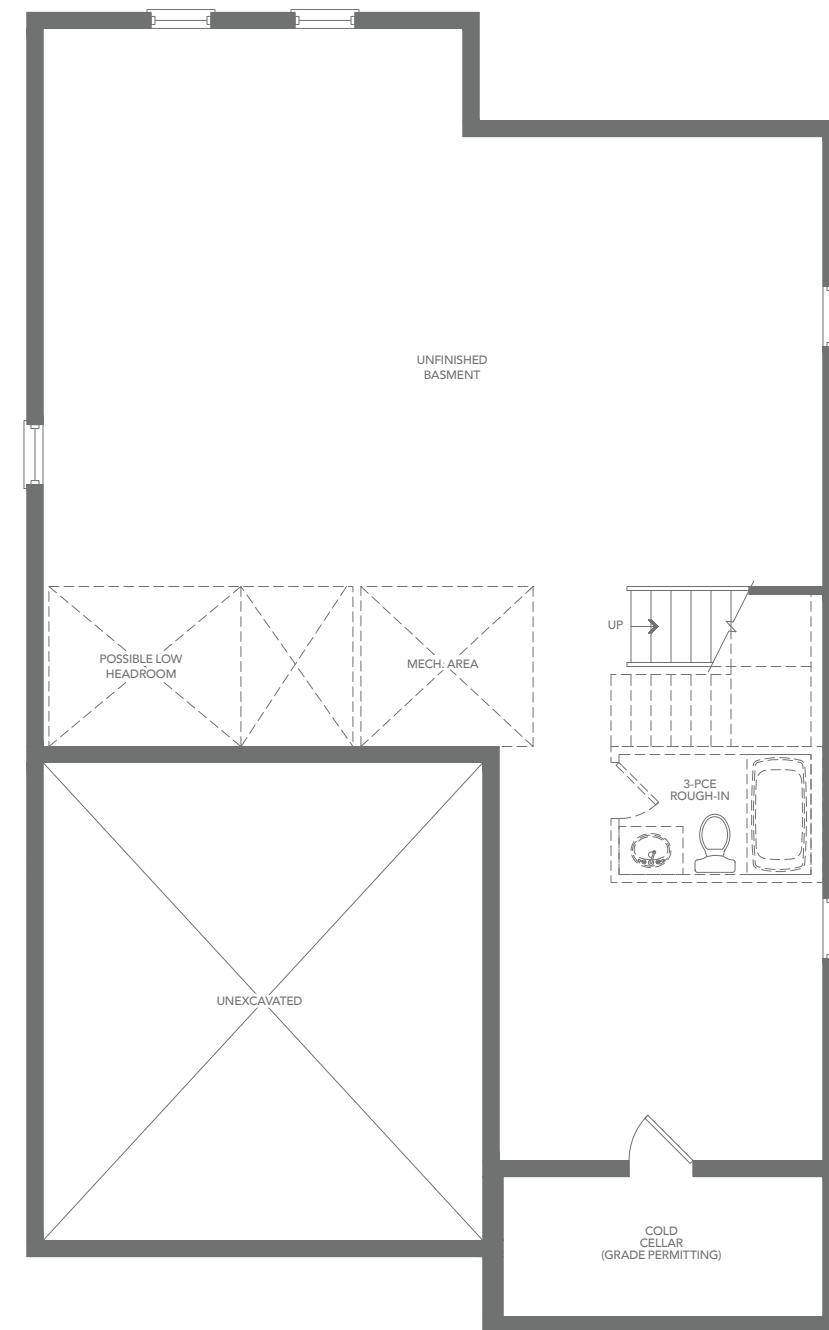 UNFINISHED
BASMENT
UP
POSSIBLE LOW
HEADROOM
MECH. AREA
3-PCE
ROUGH-IN
UNEXCAVATED
COLD
CELLAR
(GRADE PERMITTING)